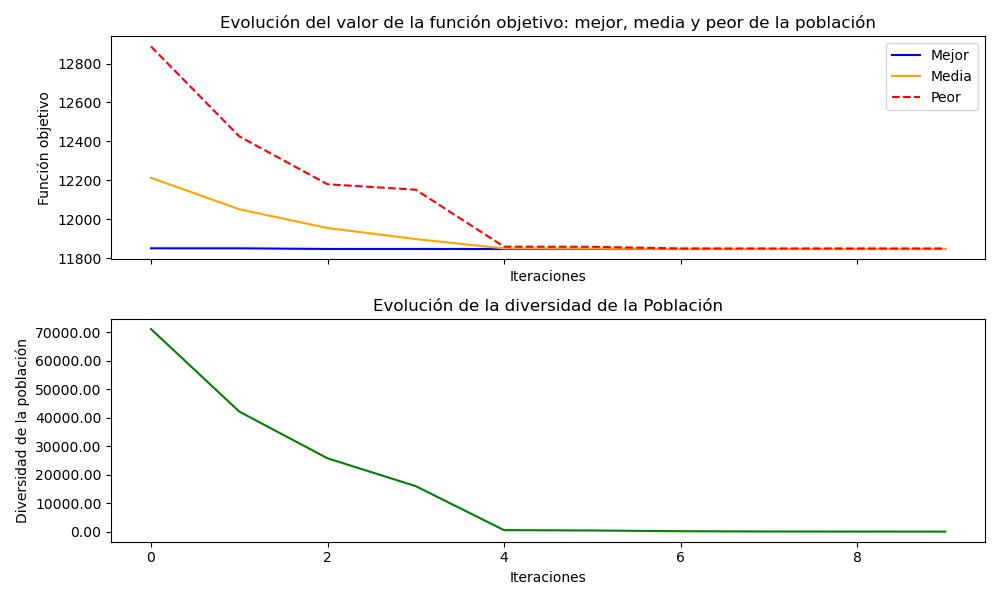 Evolución del valor de la función objetivo: mejor, media y peor de la población
Función objetivo
12800
12600
12400
12200
12000
11800
Mejor
Media
Peor
Iteraciones
Evolución de la diversidad de la Población
Diversidad de la población
70000.00
60000.00
50000.00
40000.00
30000.00
20000.00
10000.00
0.00
0 2 4 6 8
Iteraciones